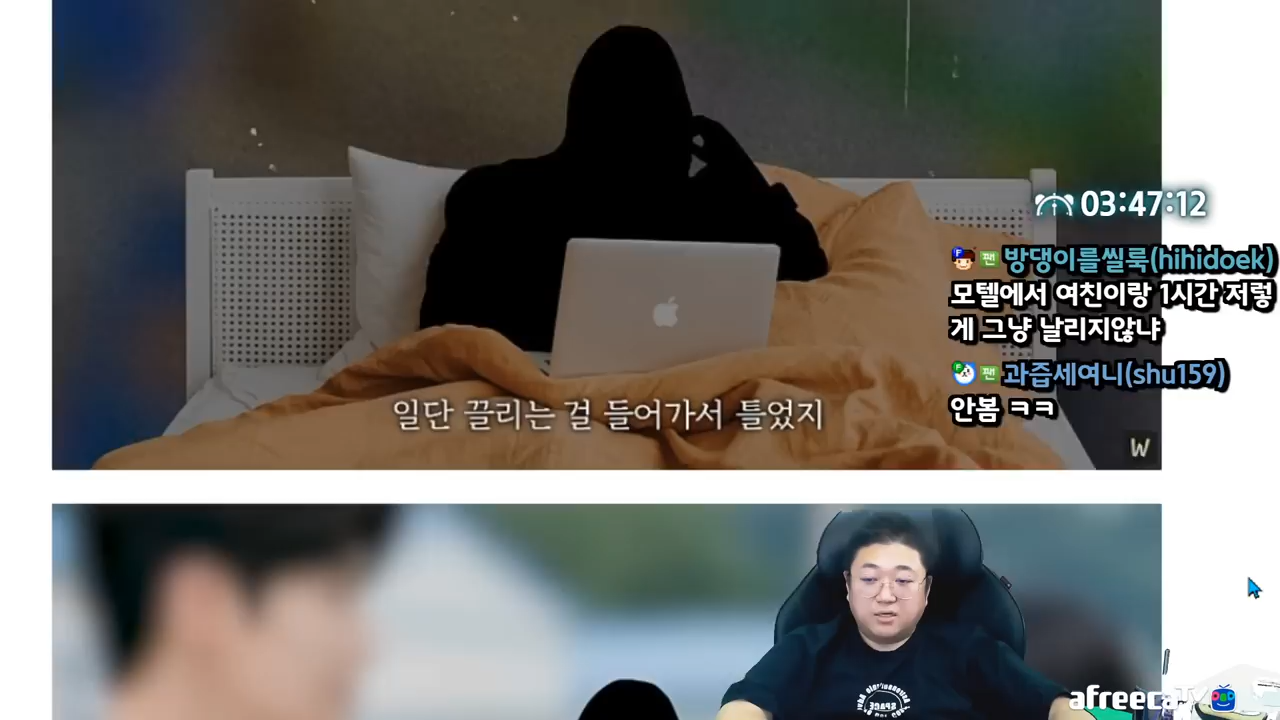 03:47:12
방댕이를씰룩(hihidoek)
모텔에서 여친이랑 1시간 저렇
게 그냥 날리지않냐
과즙세여니(shu159)
안봄 ㅋㅋ
일단 끌리는 걸 들어가서 틀었지
W
SPACE
afreecaTV